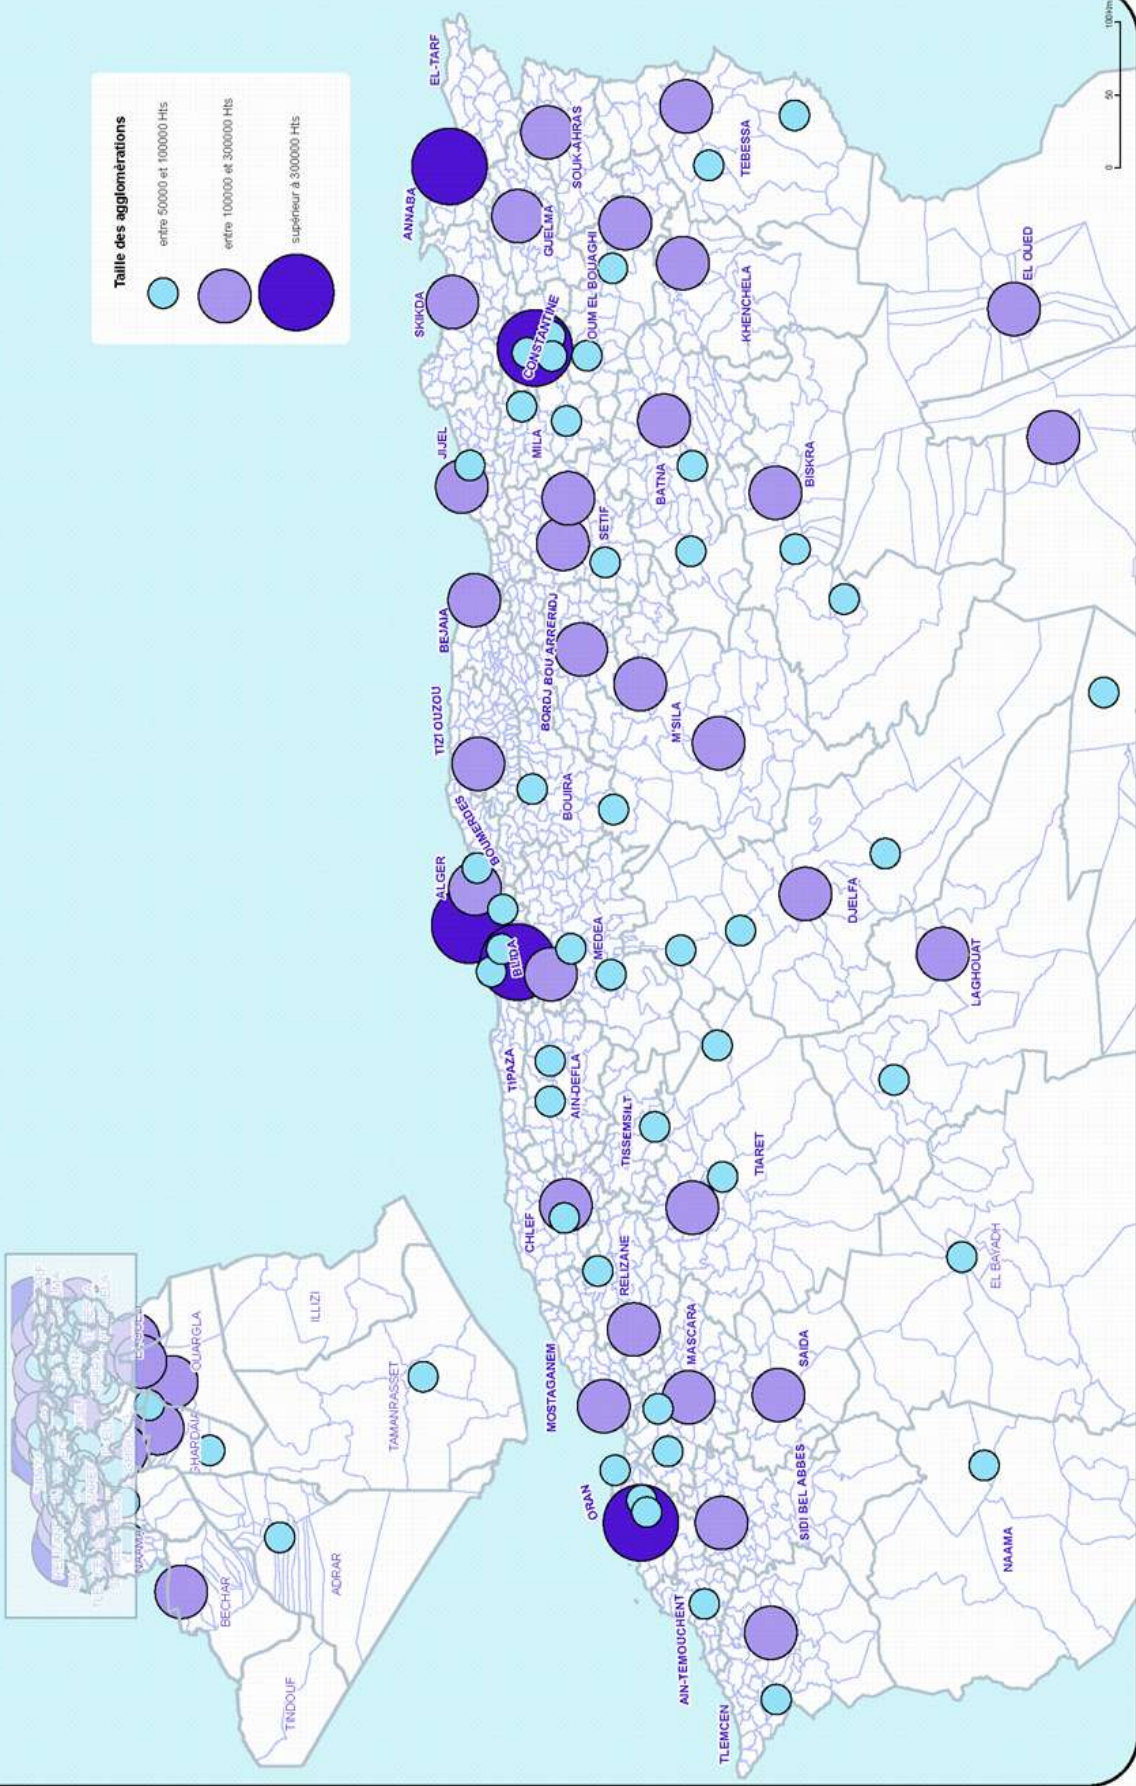 Taille des agglomérations
entre 50000 et 100000 Hts
entre 100000 et 300000 Hts
supérieur à 300000 Hts
OUARGLA
GHARDAIA
ILLIZI
TAMANRASSET
BECHAR
ADRAR
TINDOUF
EL-TARF
ANNABA
SKIKDA
SOUK-AHRAS
GUELMA
CONSTANTINE
OUM EL BOUAGHI
TEBESSA
KHENCHELA
EL OUED
JIJEL
MILA
BATNA
BISKRA
SETIF
BEJAIA
BORDJ BOU ARRERIDJ
TIZI OUZOU
M'SILA
BOUIRA
BOUMERDES
ALGER
BLIDA
MEDEA
DJELFA
LAGHOUAT
TIPAZA
AIN-DEFLA
TISSEMSILT
TIARET
CHLEF
RELIZANE
EL BAYADH
MOSTAGANEM
MASCARA
SAIDA
ORAN
SIDI BEL ABBES
NAAMA
AIN-TEMOUCHENT
TLEMCEN
0 50 100 Km